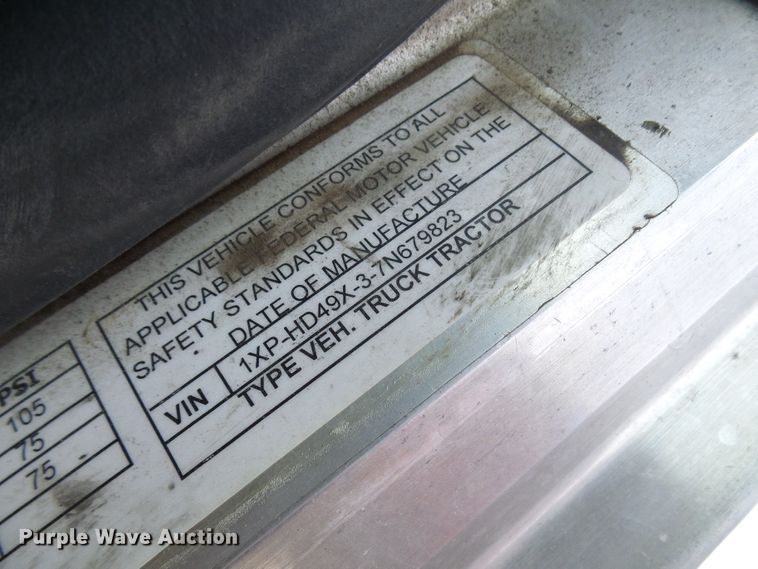 THIS VEHICLE CONFORMS TO ALL
APPLICABLE FEDERAL MOTOR VEHICLE
SAFETY STANDARDS IN EFFECT ON THE
DATE OF MANUFACTURE
VIN 1XP-HD49X-3-7N679823
TYPE VEH. TRUCK TRACTOR
PSI
105
75
75
Purple Wave Auction